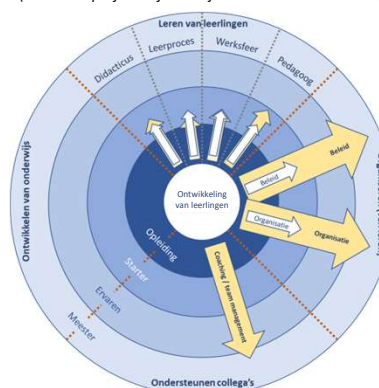 Leren van leerlingen
Didacticus
Leerproces
Werksfeer
Pedagoog
Ontwikkelen van onderwijs
Beleid
Beleid
Ontwikkeling
van leerlingen
Organisatie
Organisatie
Opleiding
Starter
Ervaren
Meester
Coaching / team
management
Ondersteunen collega's